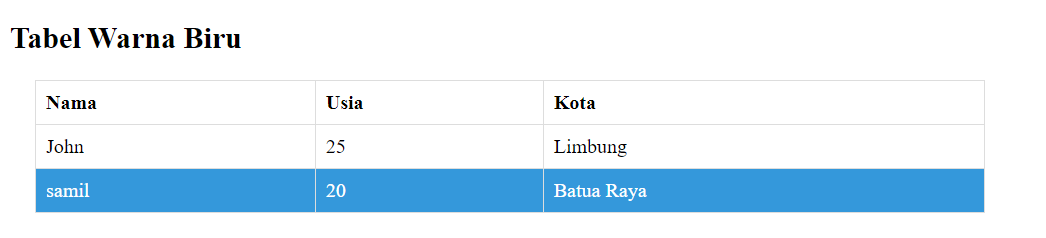 Tabel Warna Biru
Nama Usia Kota
John 25 Limbung
samil 20 Batua Raya